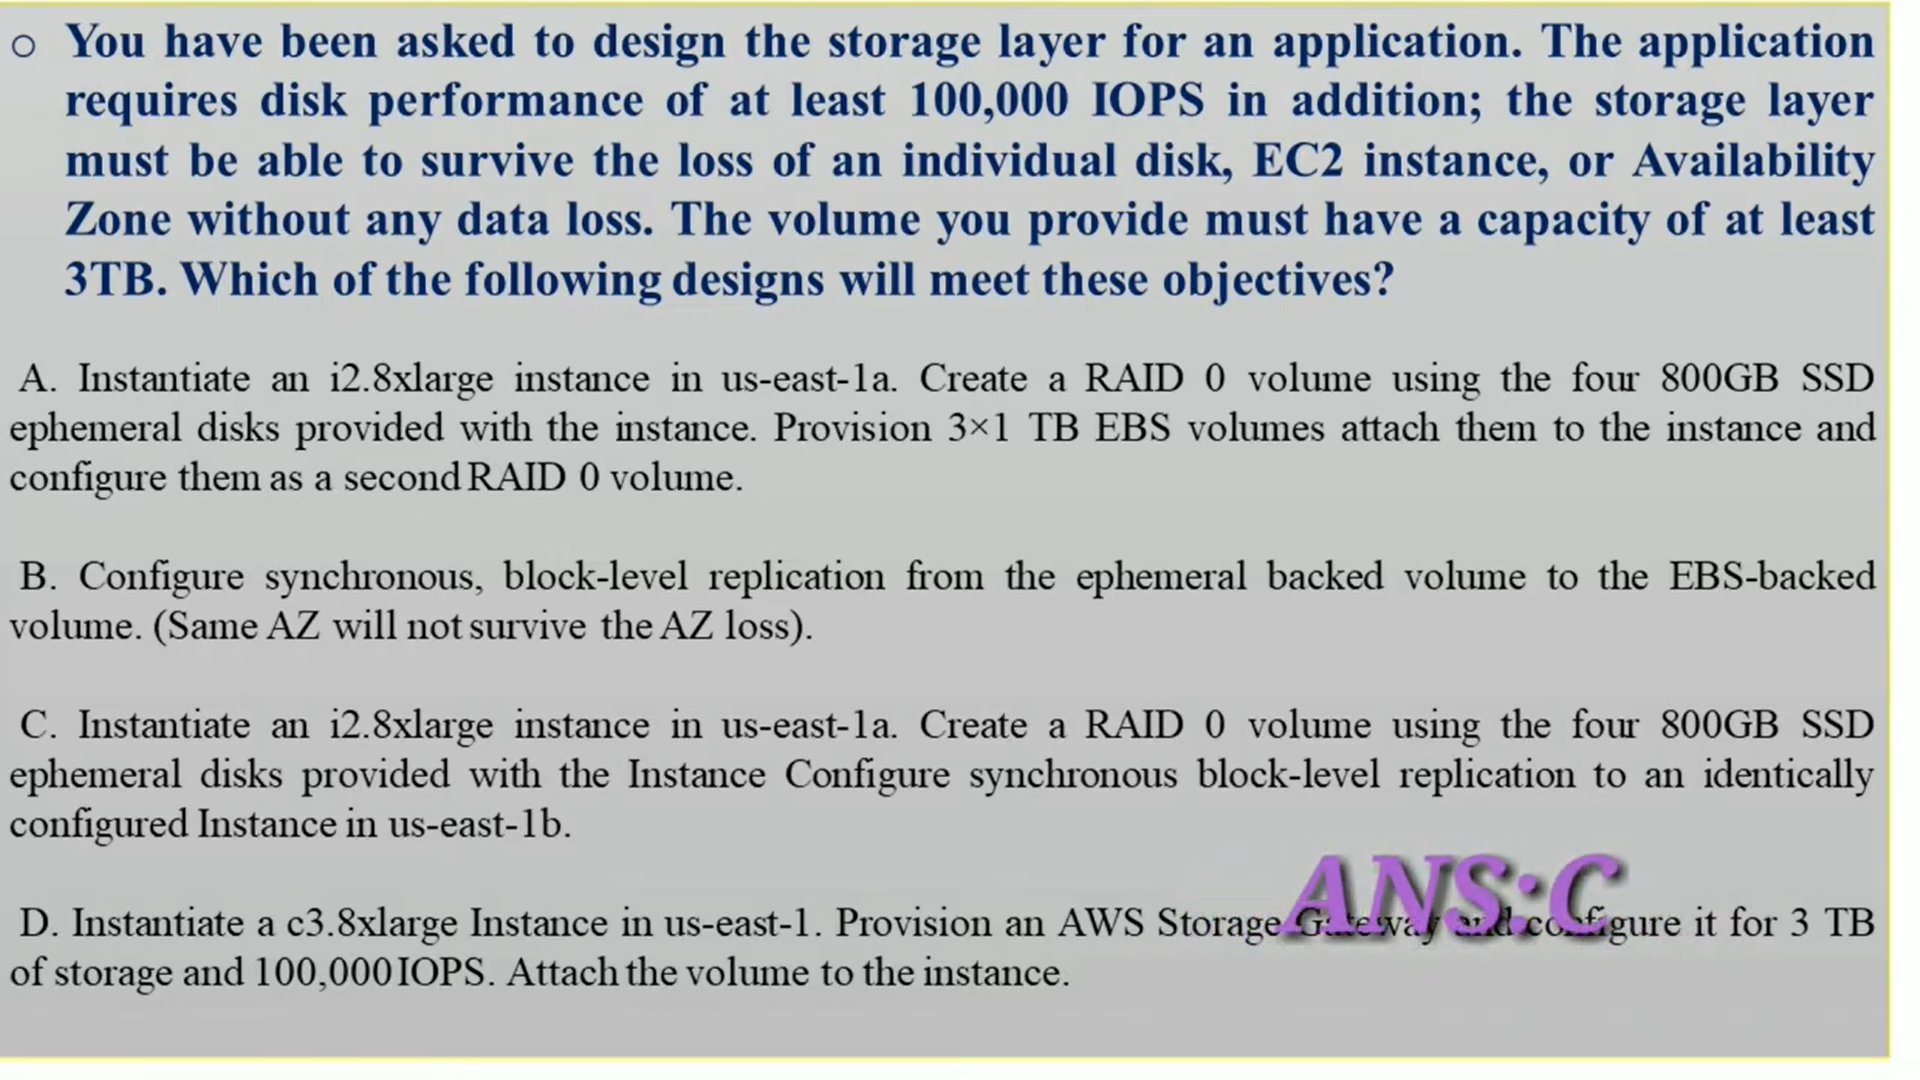 ○ You have been asked to design the storage layer for an application. The application
requires disk performance of at least 100,000 IOPS in addition; the storage layer
must be able to survive the loss of an individual disk, EC2 instance, or Availability
Zone without any data loss. The volume you provide must have a capacity of at least
3TB. Which of the following designs will meet these objectives?
A. Instantiate an i2.8xlarge instance in us-east-1a. Create a RAID 0 volume using the four 800GB SSD
ephemeral disks provided with the instance. Provision 3×1 TB EBS volumes attach them to the instance and
configure them as a second RAID 0 volume.
B. Configure synchronous, block-level replication from the ephemeral backed volume to the EBS-backed
volume. (Same AZ will not survive the AZ loss).
C. Instantiate an i2.8xlarge instance in us-east-1a. Create a RAID 0 volume using the four 800GB SSD
ephemeral disks provided with the Instance Configure synchronous block-level replication to an identically
configured Instance in us-east-1b.
ANS:C
D. Instantiate a c3.8xlarge Instance in us-east-1. Provision an AWS Storage Gateway and configure it for 3 TB
of storage and 100,000 IOPS. Attach the volume to the instance.